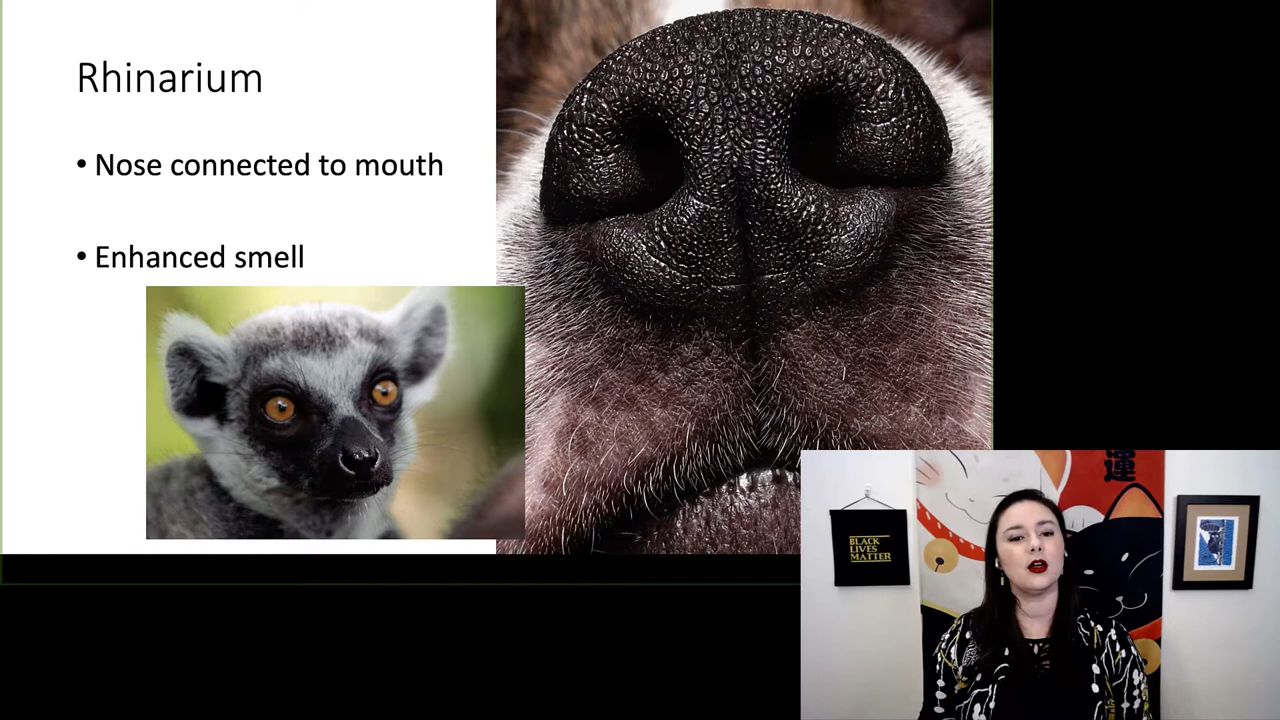 Rhinarium
• Nose connected to mouth
• Enhanced smell
運
BLACK
LIVES
MATTER